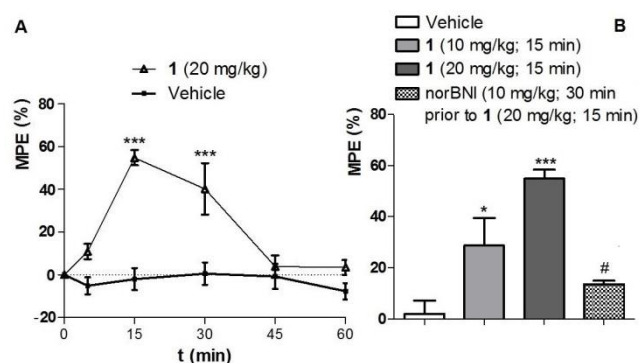 A
1 (20 mg/kg)
Vehicle
MPE (%)
80
60
40
20
0
-20
*** ***
0 15 30 45 60
t (min)
B
Vehicle
1 (10 mg/kg; 15 min)
1 (20 mg/kg; 15 min)
norBNI (10 mg/kg; 30 min
prior to 1 (20 mg/kg; 15 min)
MPE (%)
80
60
40
20
0
* *** #